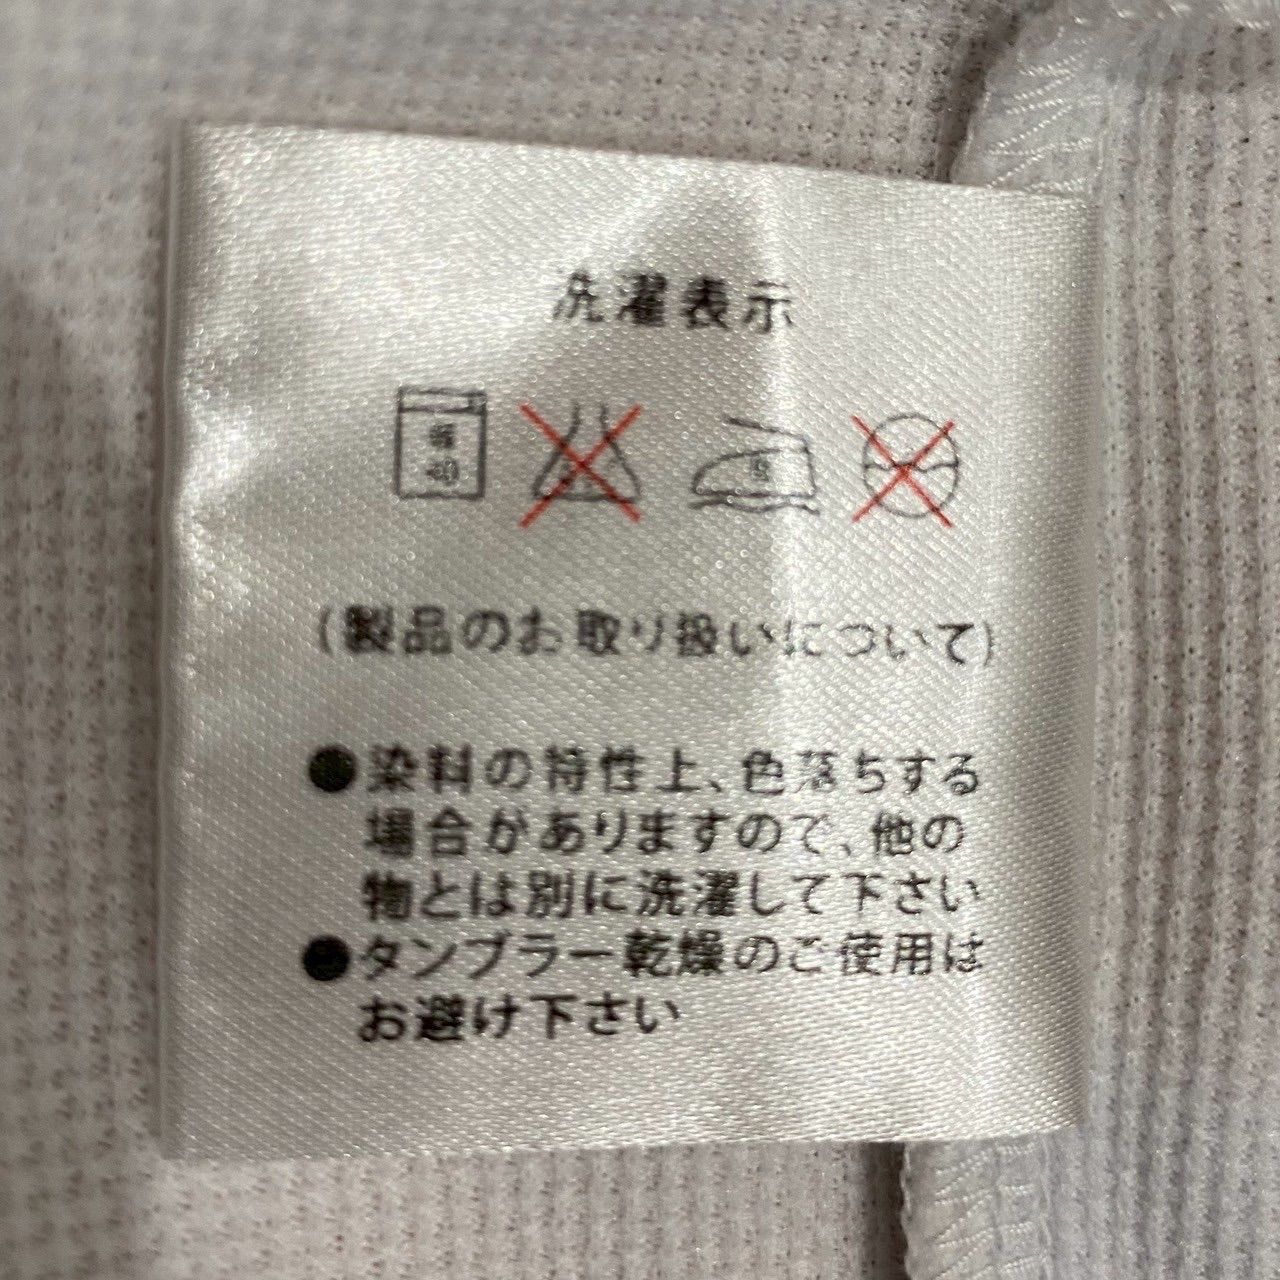 洗濯表示
40
(製品のお取り扱いについて)
●染料の特性上、色落ちする
場合がありますので、他の
物とは別に洗濯して下さい
●タンブラー乾燥のご使用は
お避け下さい